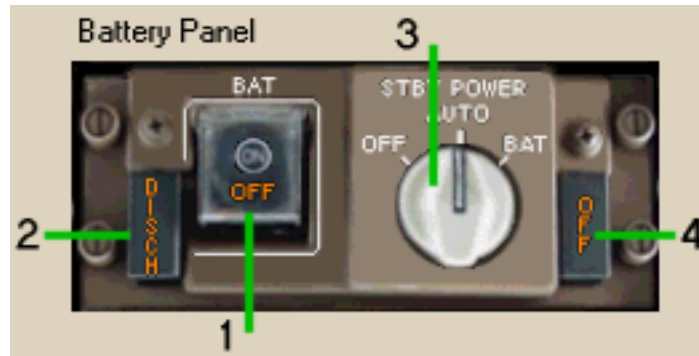 Battery Panel
3
BAT
STBY POWER
AUTO
OFF
BAT
ON
OFF
DISCH
OFF
2
4
1